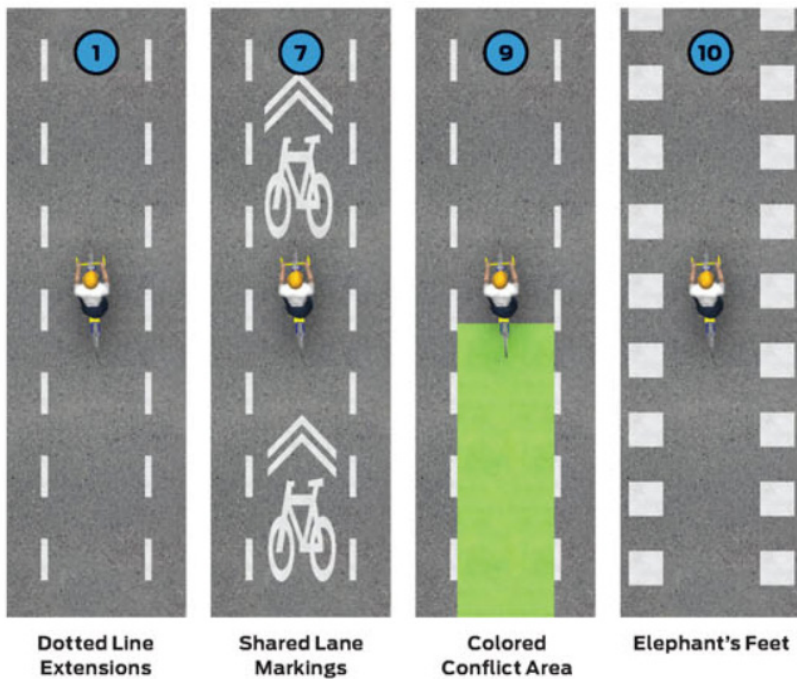 1
7
9
10
Dotted Line
Extensions
Shared Lane
Markings
Colored
Conflict Area
Elephant's Feet